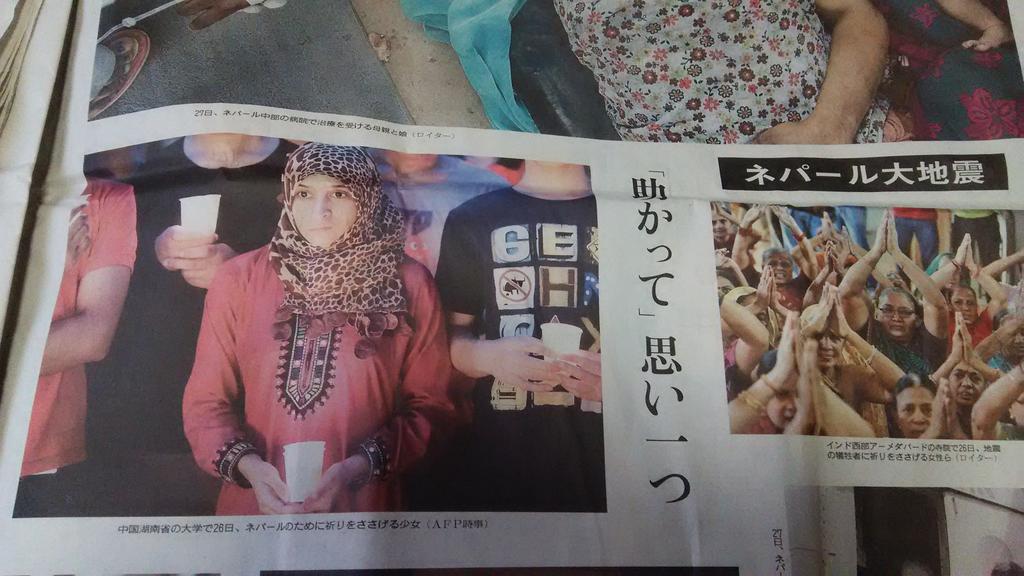 27日、ネパール中部の病院で治療を受ける母親と娘（ロイター）
ネパール大地震
「助かって」思い一つ
GE
H
インド西部アーメダバードの寺院で26日、地震
の犠牲者に祈りをささげる女性ら（ロイター）
中国湖南省の大学で26日、ネパールのために祈りをささげる少女（ＡＦＰ時事）
27日、ネパ